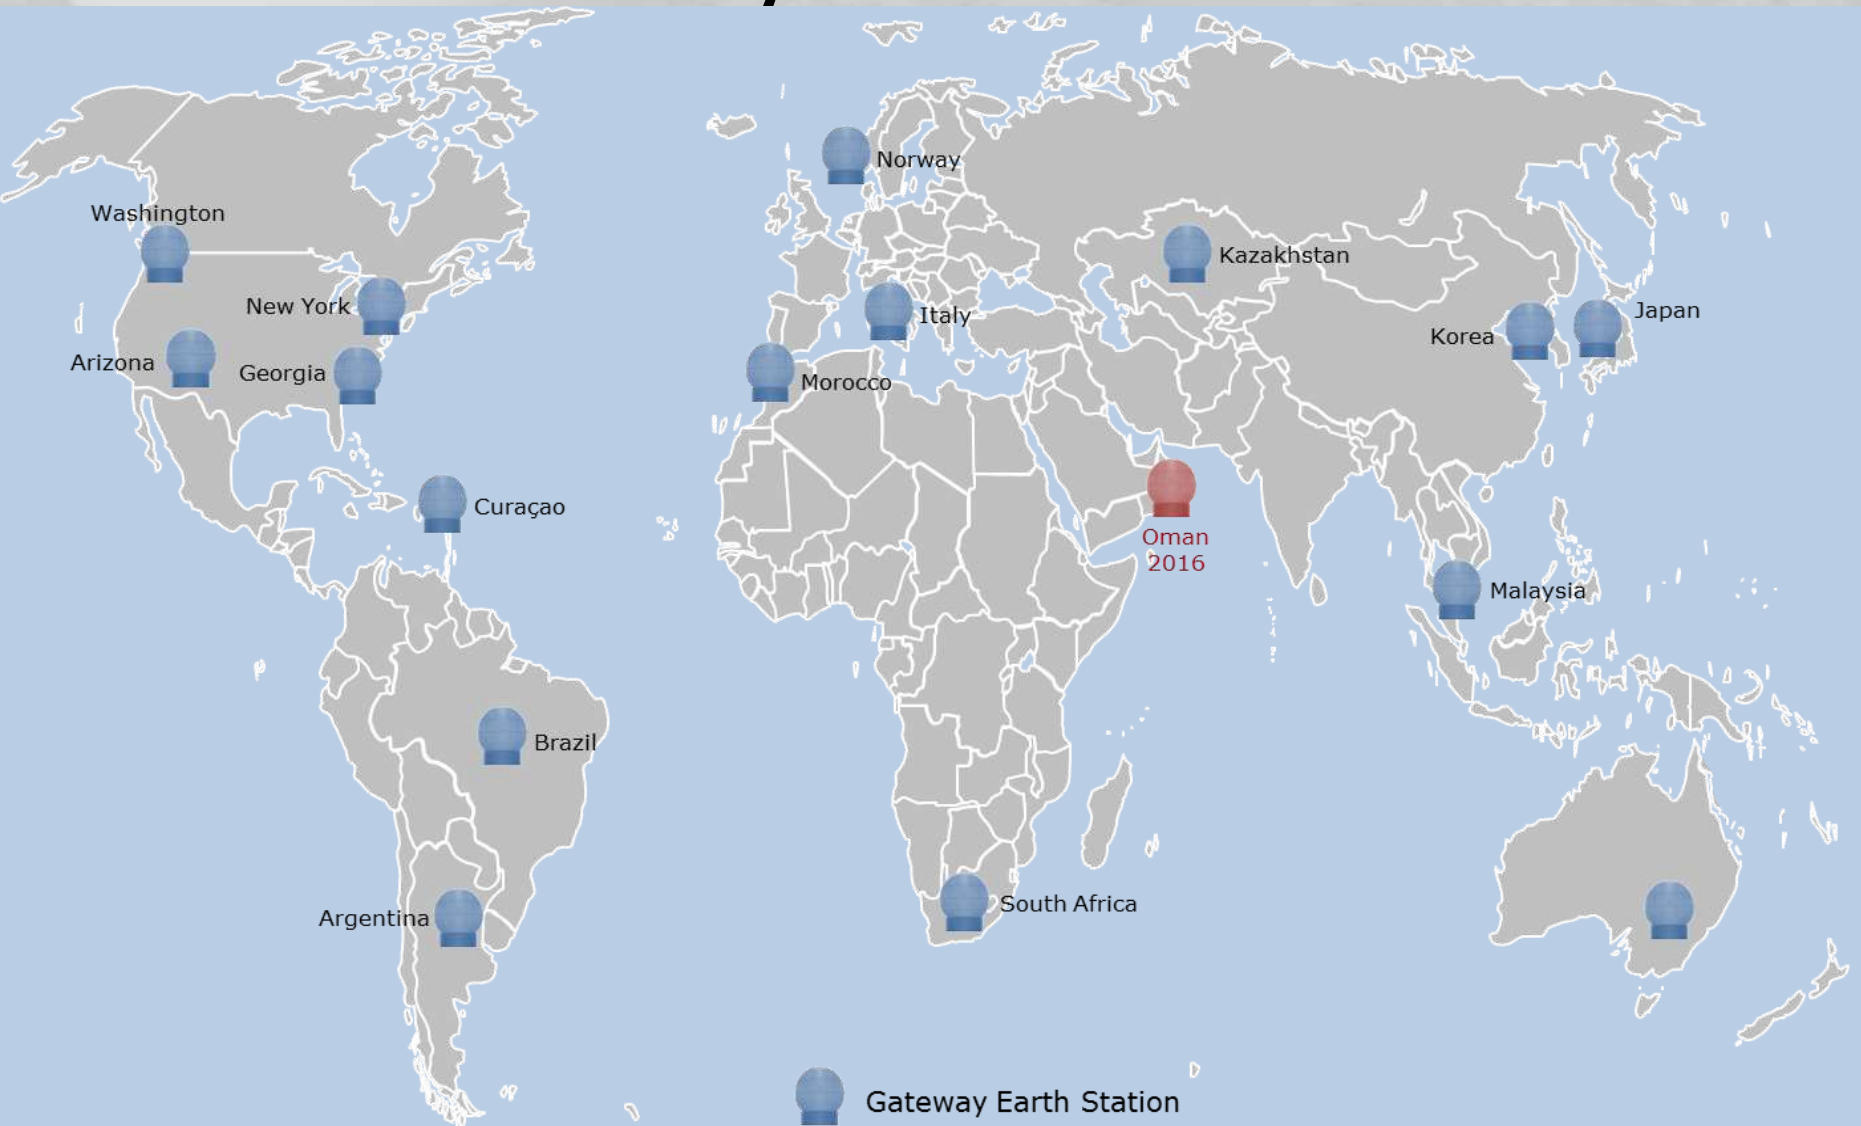 Norway
Washington
Kazakhstan
New York
Italy
Japan
Korea
Arizona
Georgia
Morocco
Curaçao
Oman
2016
Malaysia
Brazil
South Africa
Argentina
Gateway Earth Station